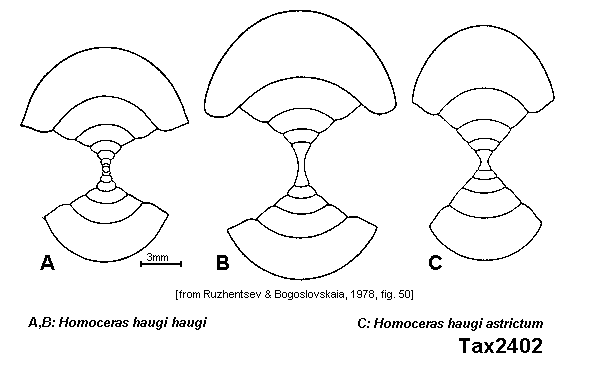 A
3mm
B
C
[from Ruzhentsev & Bogoslovskaia, 1978, fig. 50]
A,B: Homoceras haugi haugi
C: Homoceras haugi astrictum
Tax2402